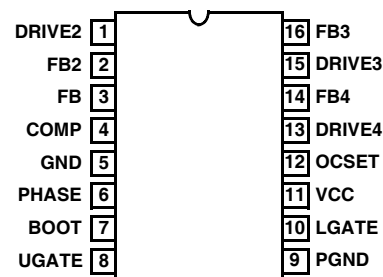 DRIVE2 1 16 FB3
FB2 2 15 DRIVE3
FB 3 14 FB4
COMP 4 13 DRIVE4
GND 5 12 OCSET
PHASE 6 11 VCC
BOOT 7 10 LGATE
UGATE 8 9 PGND